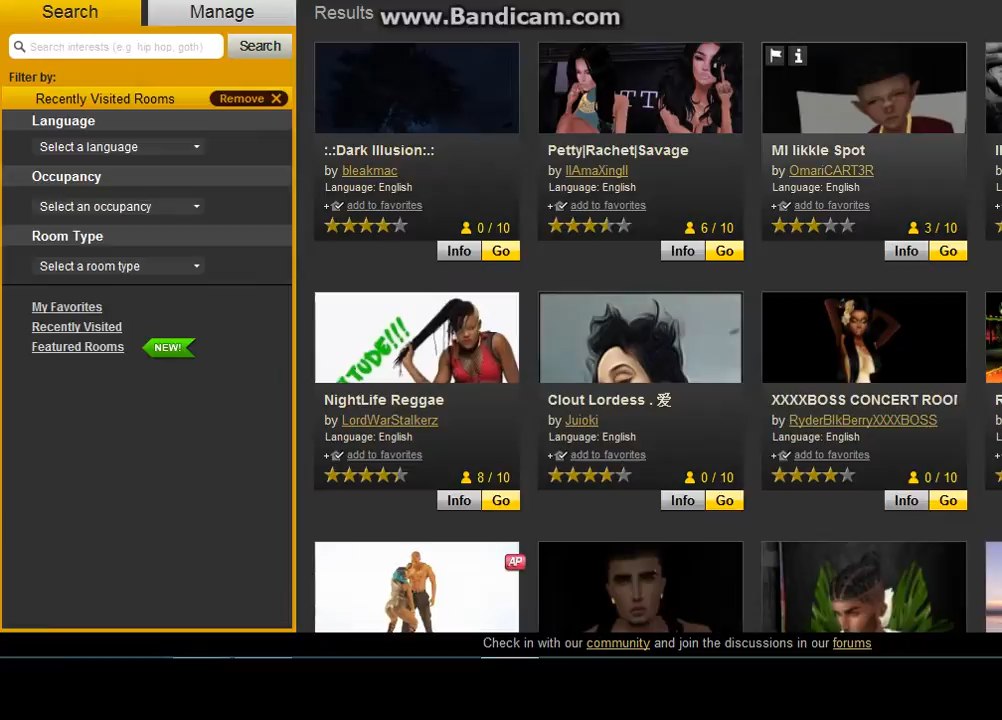 Search
Manage
Results
www.Bandicam.com
Search interests (e.g. hip hop, goth)
Search
Filter by:
Recently Visited Rooms
Remove X
Language
Select a language
Occupancy
Select an occupancy
Room Type
Select a room type
My Favorites
Recently Visited
Featured Rooms
NEW!
:.:Dark Illusion:.:
by bleakmac
Language: English
add to favorites
0 / 10
Info Go
Petty|Rachet|Savage
by IIAmaXingII
Language: English
add to favorites
6 / 10
Info Go
MI likkle Spot
by OmariCART3R
Language: English
add to favorites
3 / 10
Info Go
TUDE!!!
NightLife Reggae
by LordWarStalkerz
Language: English
add to favorites
8 / 10
Info Go
Clout Lordess . 爱
by Juioki
Language: English
add to favorites
0 / 10
Info Go
XXXXBOSS CONCERT ROO
by RyderBlkBerryXXXXBOSS
Language: English
add to favorites
0 / 10
Info Go
AP
Check in with our community and join the discussions in our forums